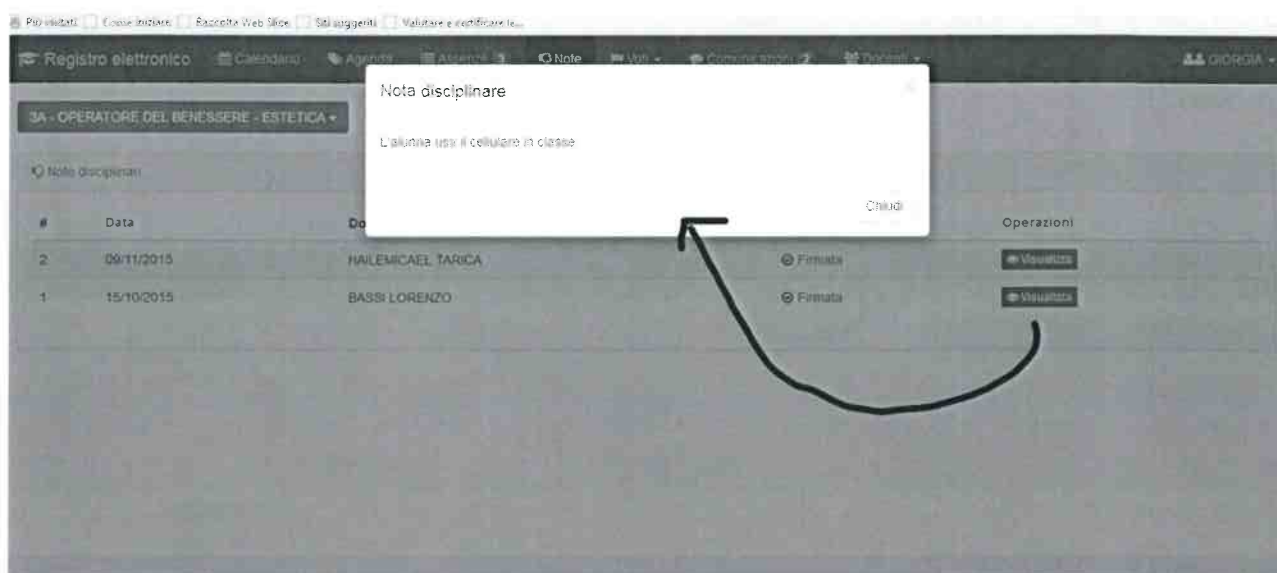 Più visitati Come iniziare Raccolta Web Slice Siti suggeriti Valutare e certificare le...
Registro elettronico Calendario Agenda Assenze 3 Note Voti Comunicazioni 2 Docenti GIORGIA
Nota disciplinare
3A - OPERATORE DEL BENESSERE - ESTETICA
L'alunna usa il cellulare in classe
Note disciplinari
Chiudi
# Data Do Operazioni
2 09/11/2015 HAILEMICAEL TARICA Firmata Visualizza
1 15/10/2015 BASSI LORENZO Firmata Visualizza